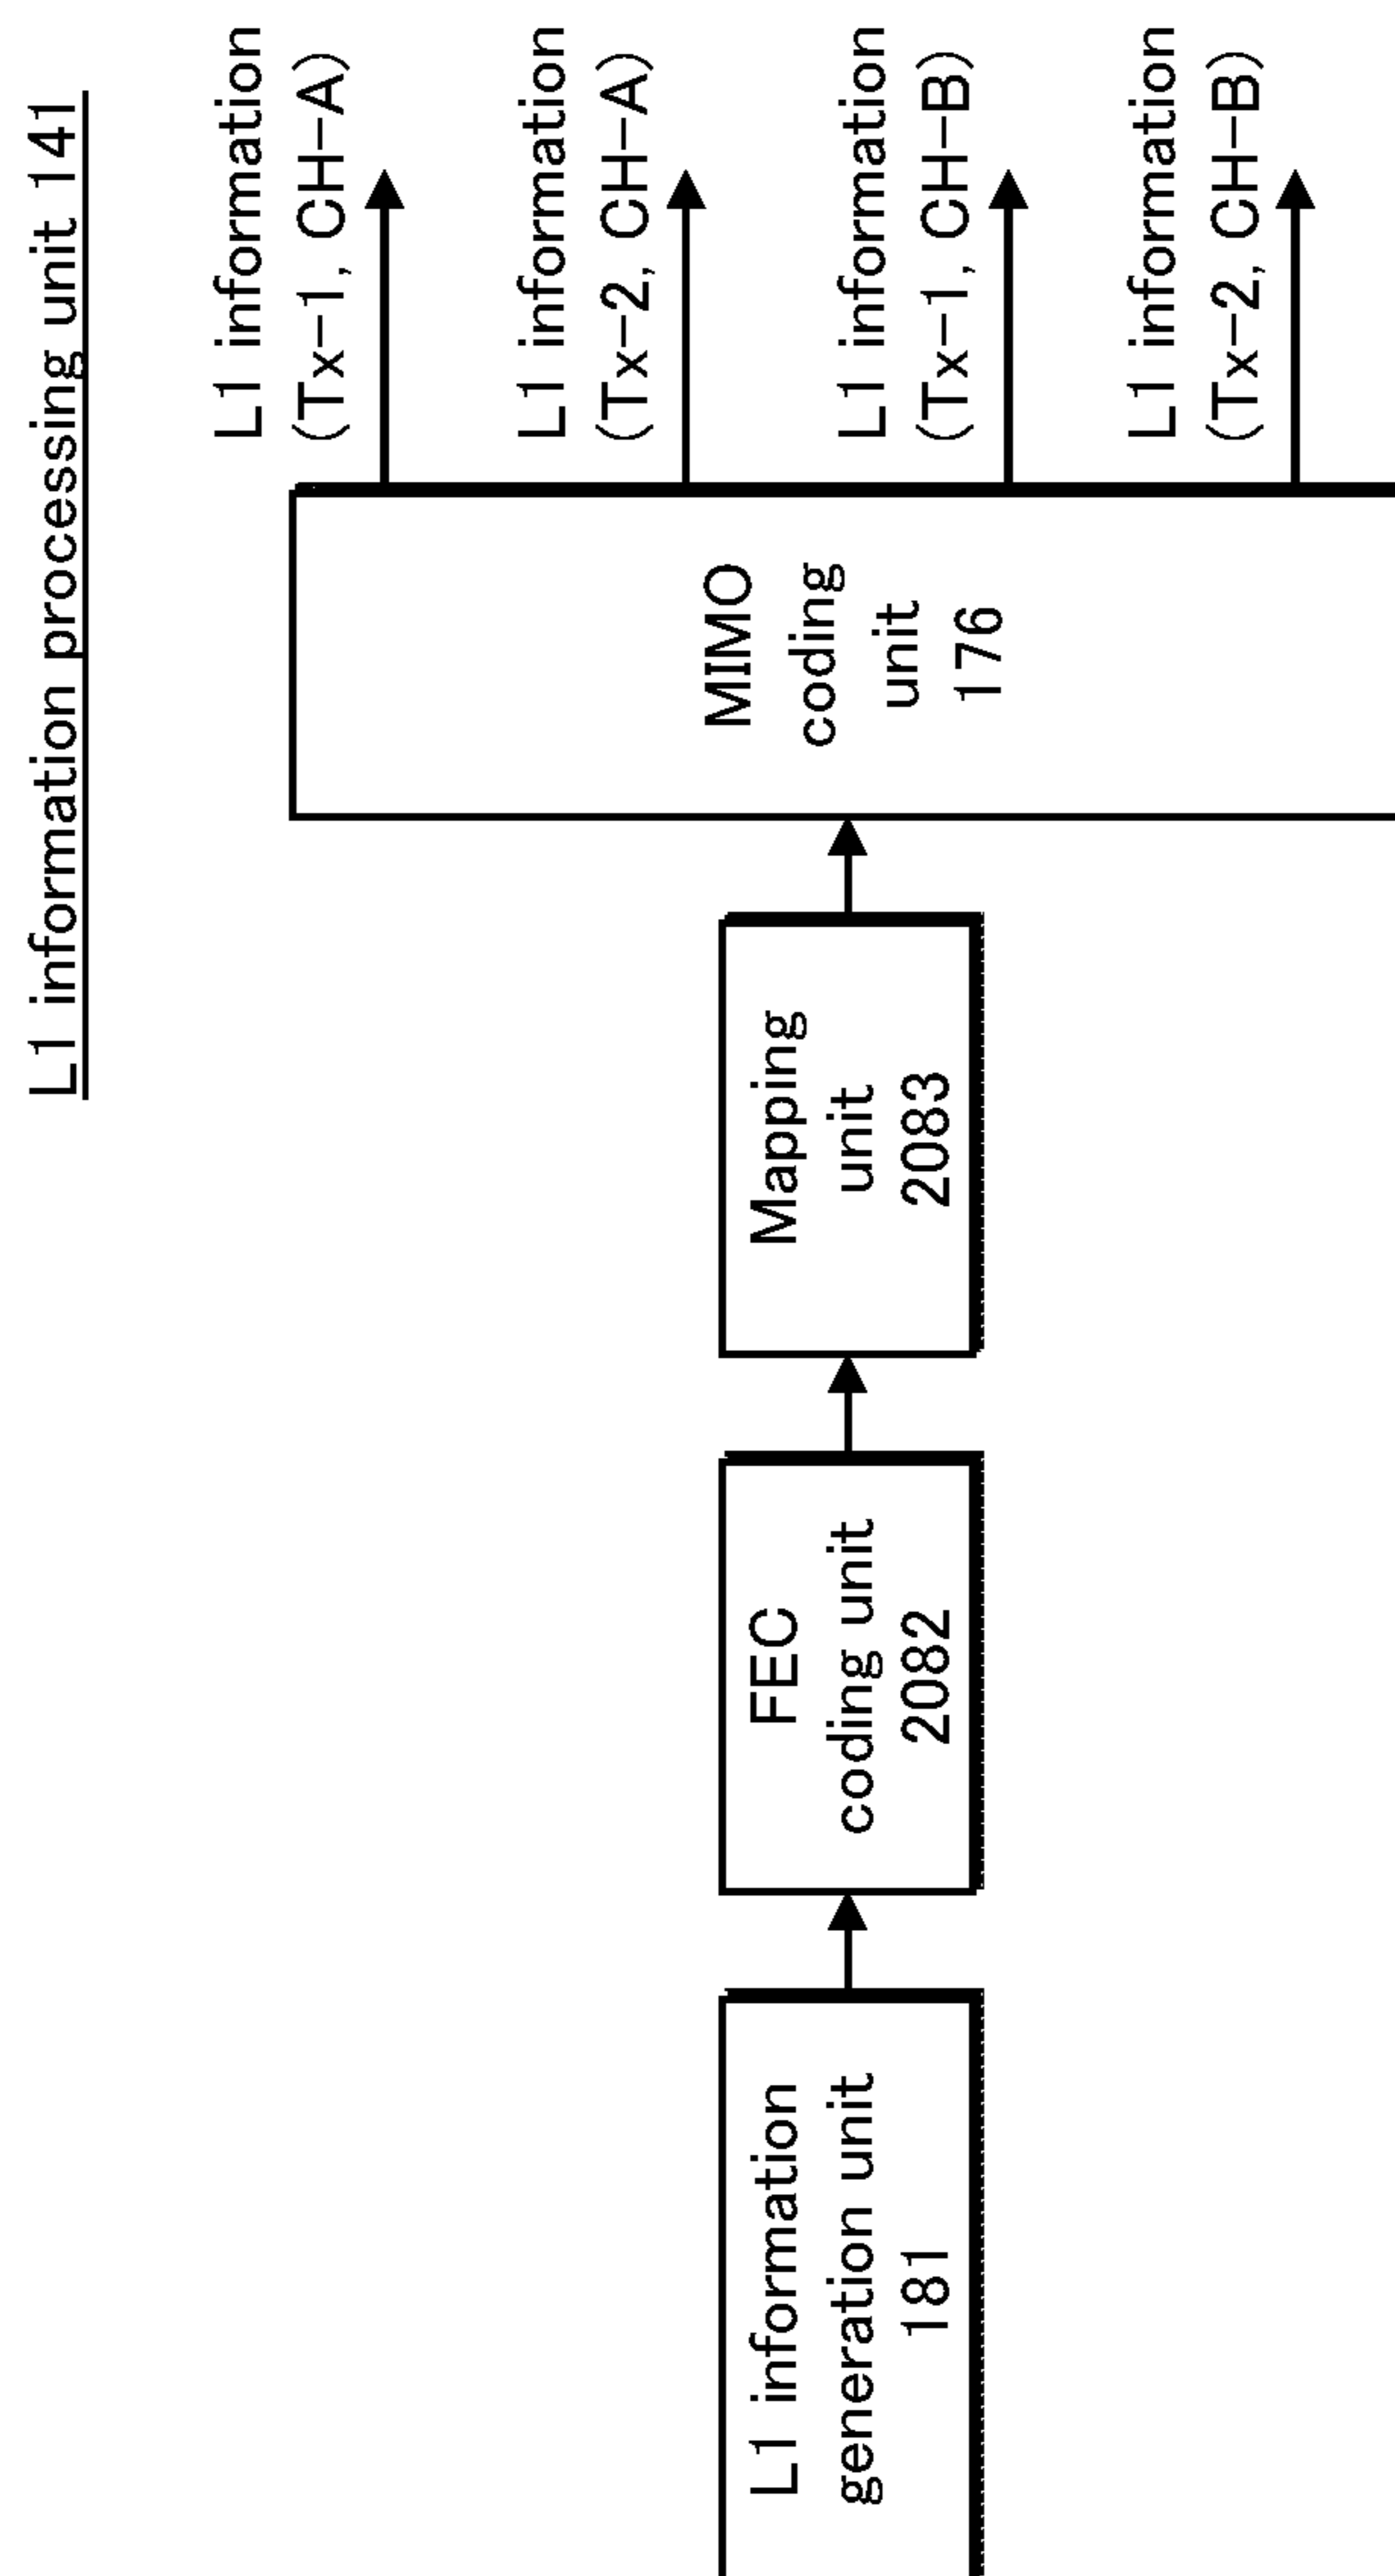 L1 information processing unit 141
L1 information
generation unit
181
FEC
coding unit
2082
Mapping
unit
2083
MIMO
coding
unit
176
L1 information
(Tx-1, CH-A)
L1 information
(Tx-2, CH-A)
L1 information
(Tx-1, CH-B)
L1 information
(Tx-2, CH-B)